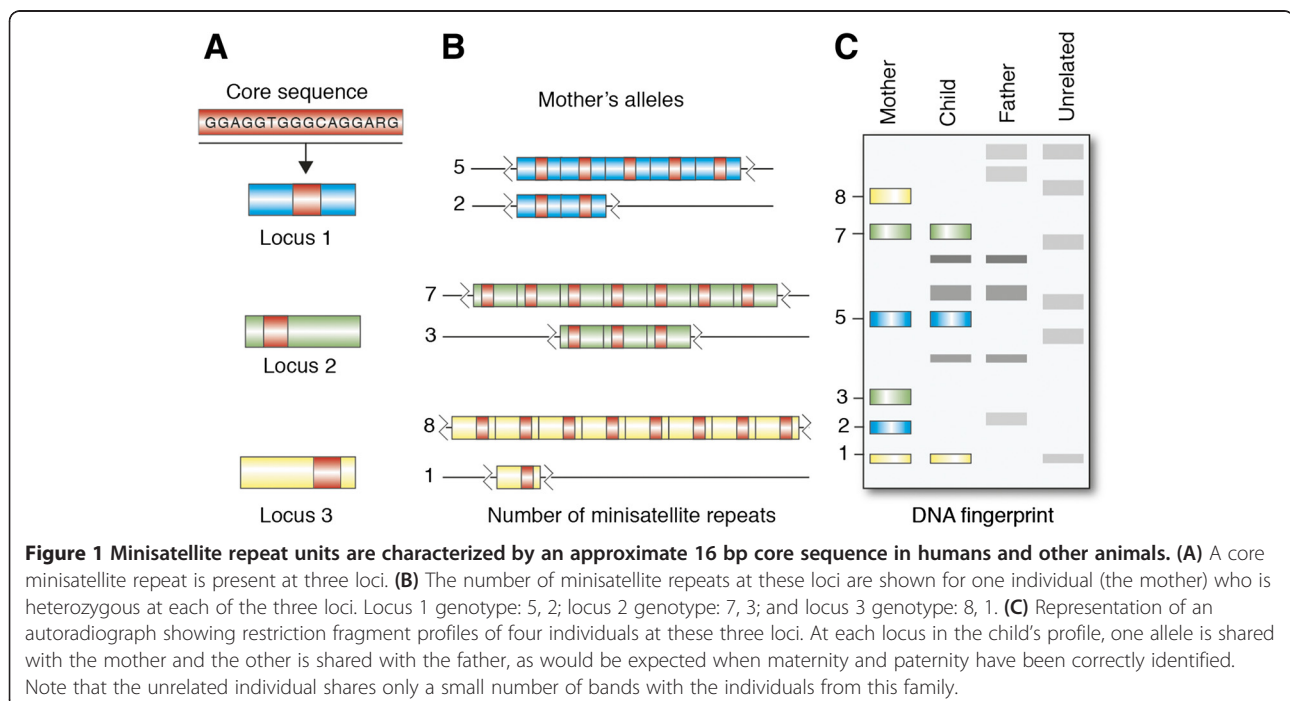 A
Core sequence
GGAGGTGGGCAGGARG
Locus 1
Locus 2
Locus 3
B
Mother's alleles
5
2
7
3
8
1
Number of minisatellite repeats
C
Mother
Child
Father
Unrelated
8
7
5
3
2
1
DNA fingerprint
Figure 1 Minisatellite repeat units are characterized by an approximate 16 bp core sequence in humans and other animals. (A) A core
minisatellite repeat is present at three loci. (B) The number of minisatellite repeats at these loci are shown for one individual (the mother) who is
heterozygous at each of the three loci. Locus 1 genotype: 5, 2; locus 2 genotype: 7, 3; and locus 3 genotype: 8, 1. (C) Representation of an
autoradiograph showing restriction fragment profiles of four individuals at these three loci. At each locus in the child's profile, one allele is shared
with the mother and the other is shared with the father, as would be expected when maternity and paternity have been correctly identified.
Note that the unrelated individual shares only a small number of bands with the individuals from this family.